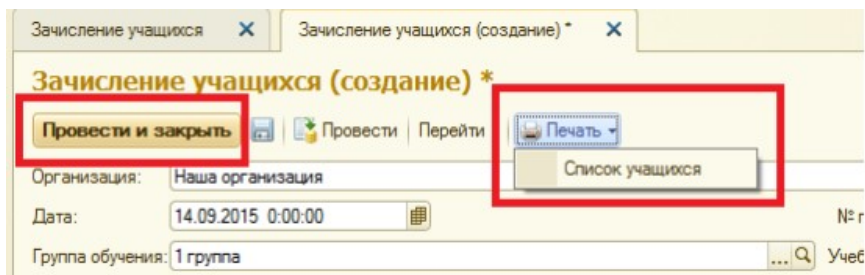 Зачисление учащихся Зачисление учащихся (создание) *
Зачисление учащихся (создание) *
Провести и закрыть Провести Перейти Печать
Список учащихся
Организация: Наша организация
Дата: 14.09.2015 0:00:00 №
Группа обучения: 1 группа ...